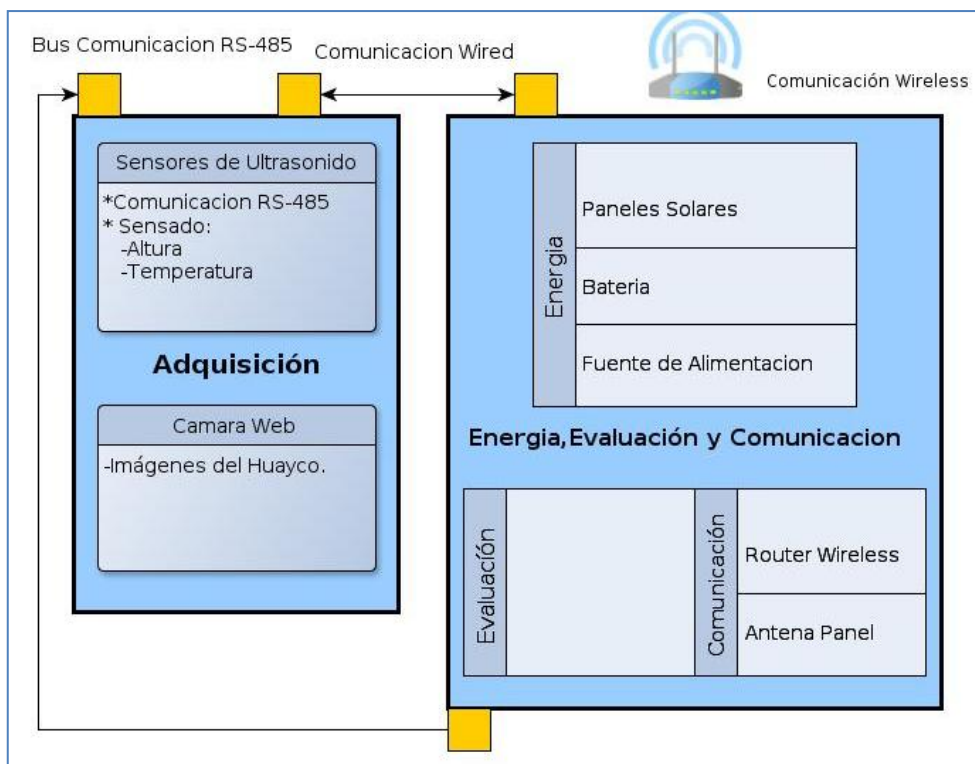 Bus Comunicacion RS-485
Comunicacion Wired
Comunicación Wireless
Sensores de Ultrasonido
*Comunicacion RS-485
* Sensado:
-Altura
-Temperatura
Adquisición
Camara Web
-Imágenes del Huayco.
Energia
Paneles Solares
Bateria
Fuente de Alimentacion
Energia,Evaluación y Comunicacion
Evaluacíón
Comunicación
Router Wireless
Antena Panel